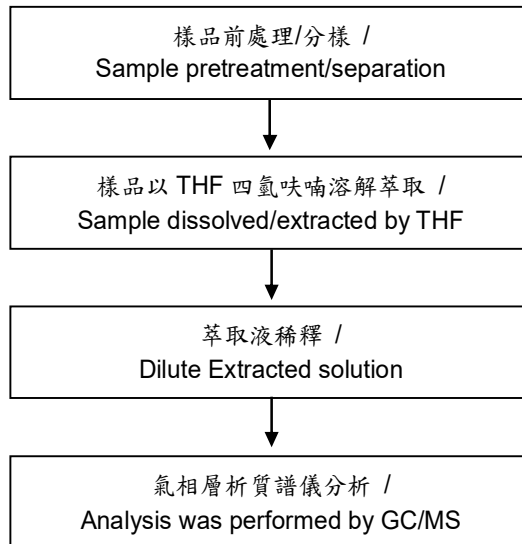 樣品前處理/分樣 /
Sample pretreatment/separation
樣品以 THF 四氫呋喃溶解萃取 /
Sample dissolved/extracted by THF
萃取液稀釋 /
Dilute Extracted solution
氣相層析質譜儀分析 /
Analysis was performed by GC/MS